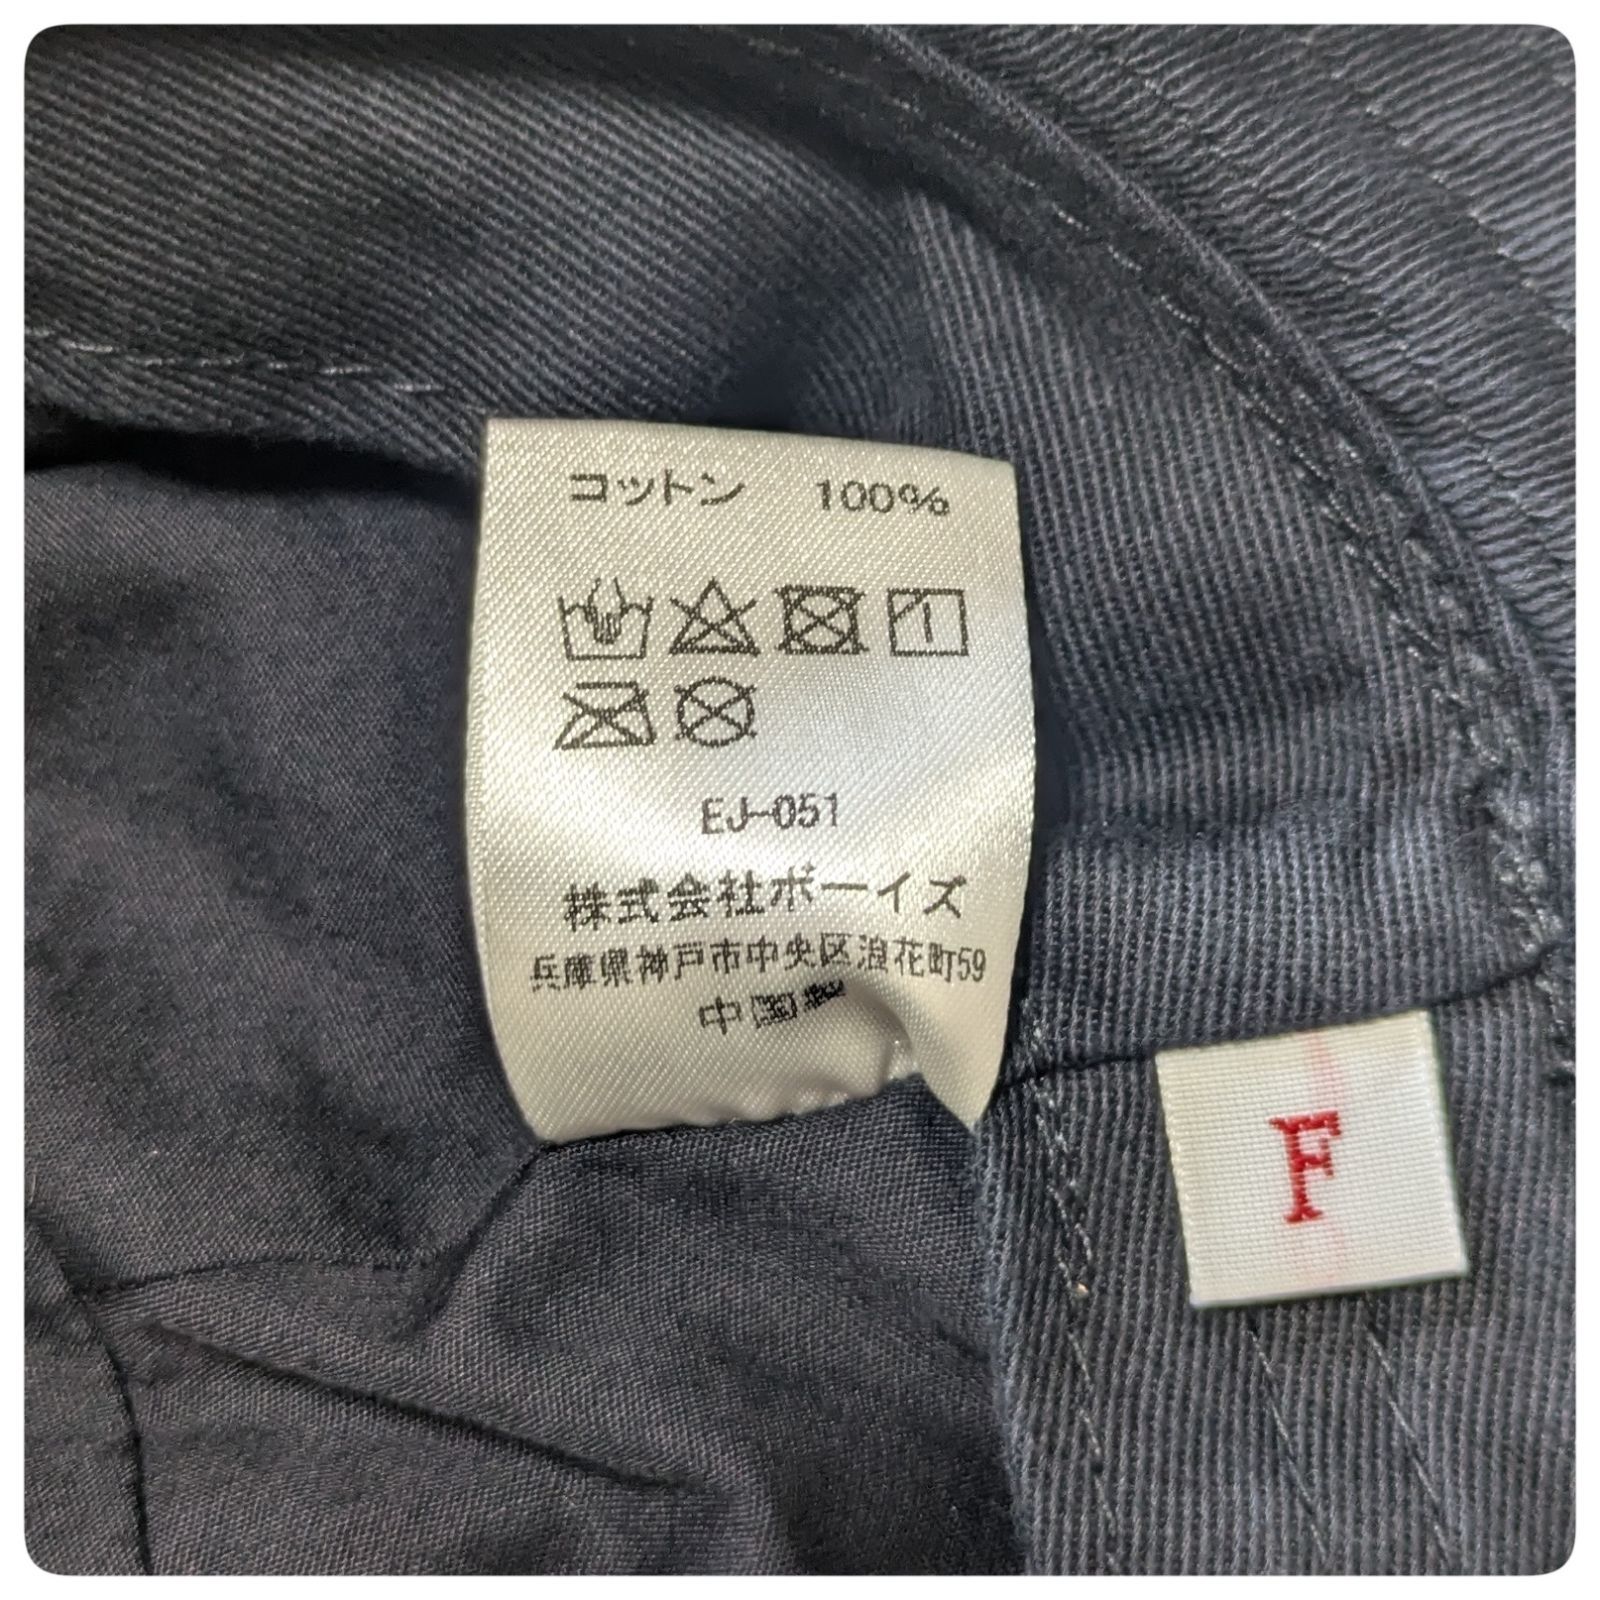 コットン 100%
EJ-051
株式会社ボーイズ
兵庫県神戸市中央区浪花町59
中国製
F